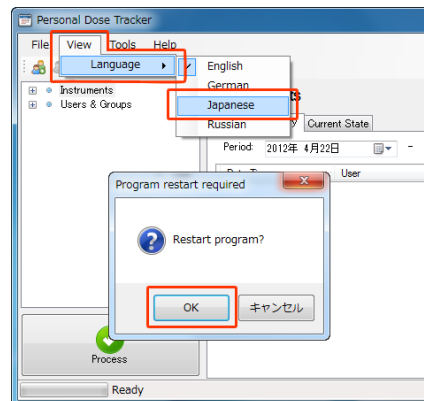 Personal Dose Tracker
File View Tools Help
Language
English
German
Japanese
Russian
Instruments
Users & Groups
Current State
Period: 2012年 4月22日 -
User
Program restart required
Restart program?
OK キャンセル
Process
Ready